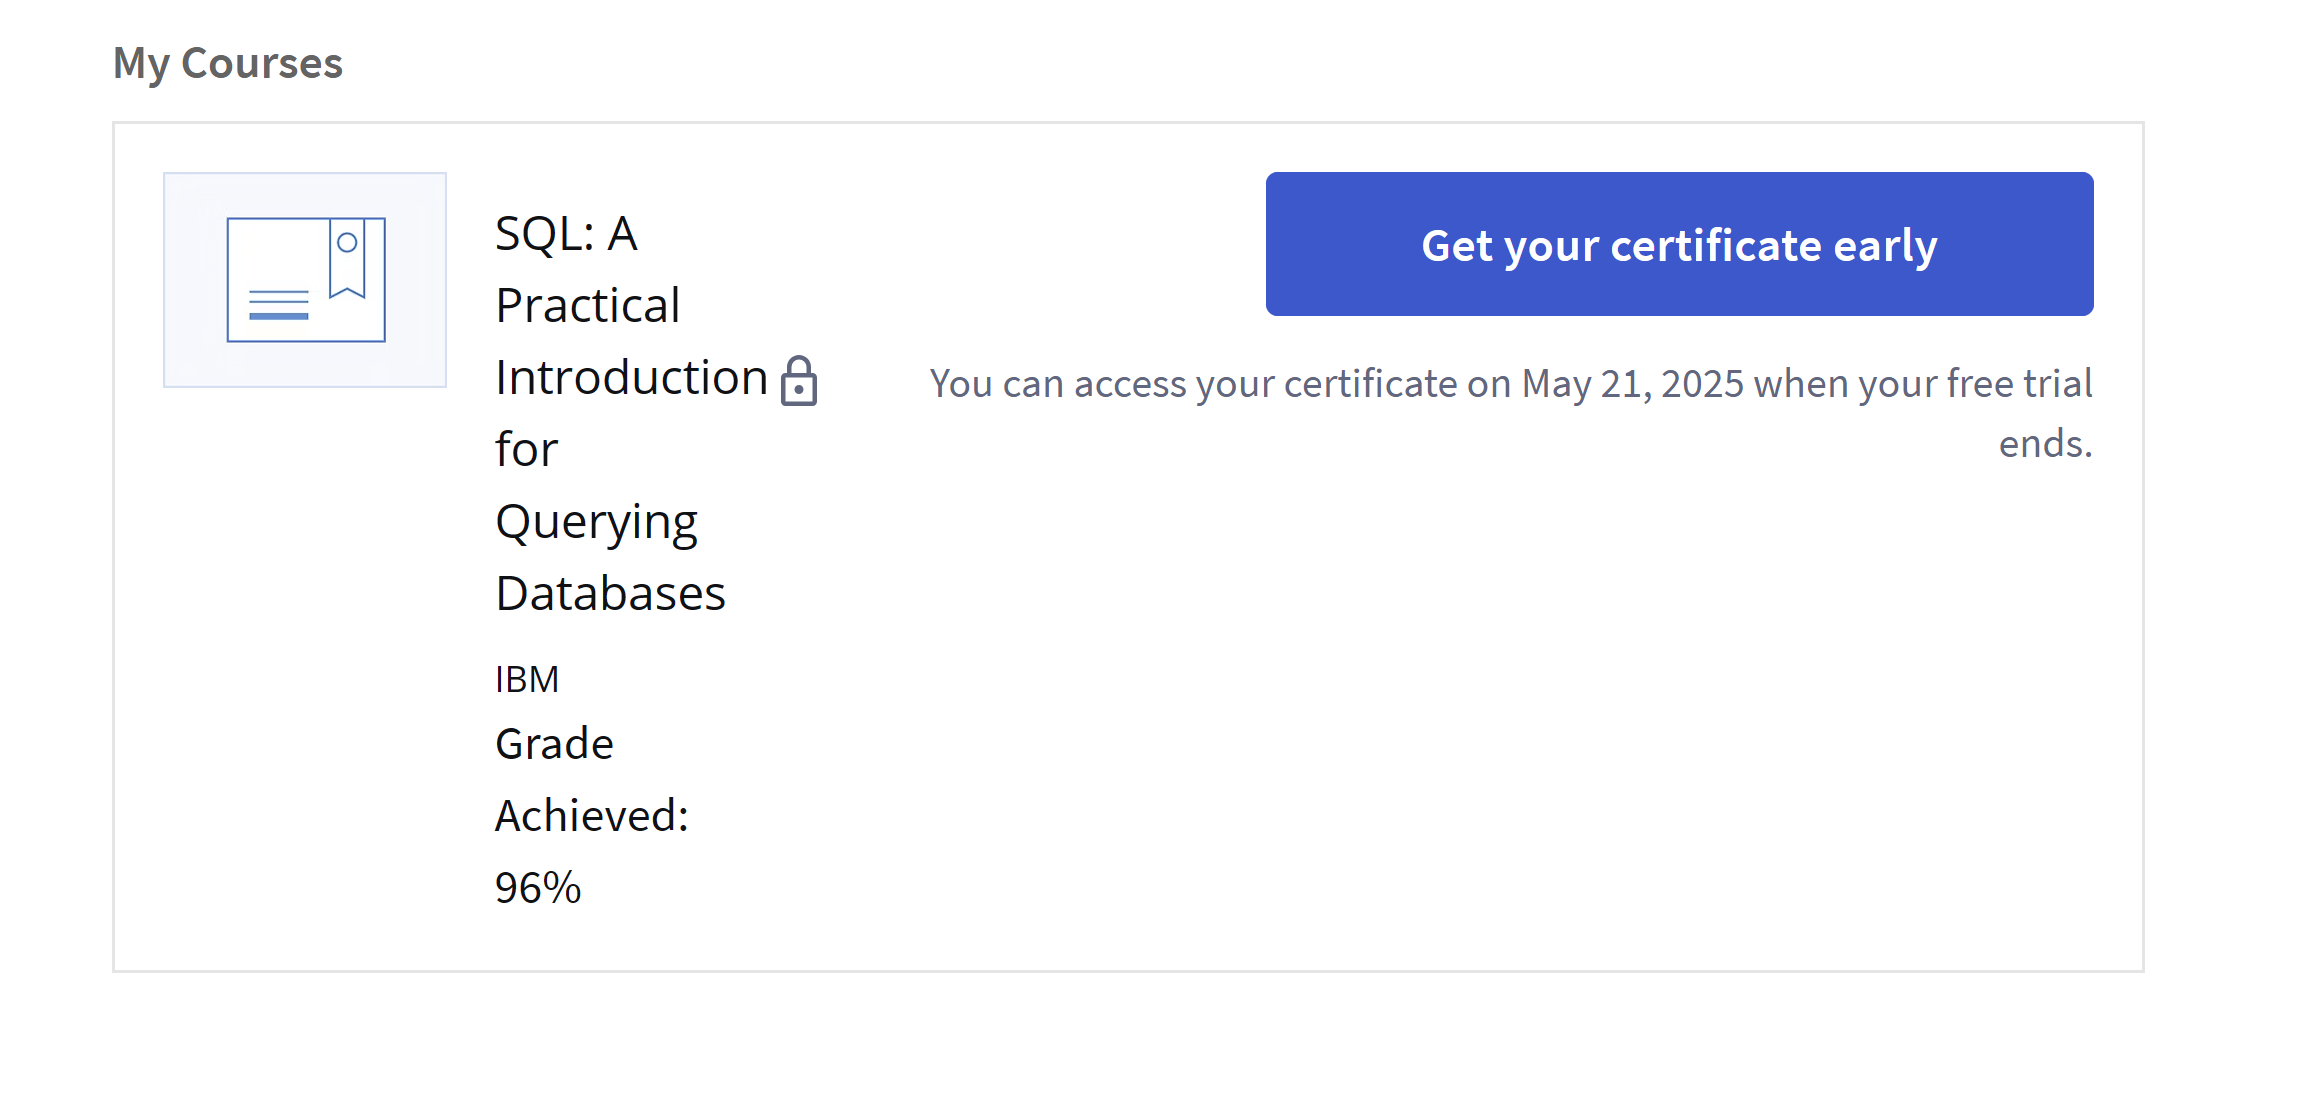 My Courses
SQL: A
Practical
Introduction
for
Querying
Databases
IBM
Grade
Achieved:
96%
Get your certificate early
You can access your certificate on May 21, 2025 when your free trial
ends.